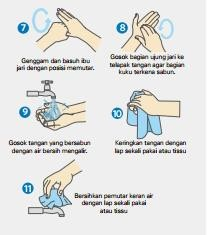 7
8
Genggam dan basuh ibu
jari dengan posisi memutar.
Gosok bagian ujung jari ke
telapak tangan agar bagian
kuku terkena sabun.
9
10
Gosok tangan yang bersabun
dengan air bersih mengalir.
Keringkan tangan dengan
lap sekali pakai atau tissu
11
Bersihkan pemutar keran air
dengan lap sekali pakai
atau tissu